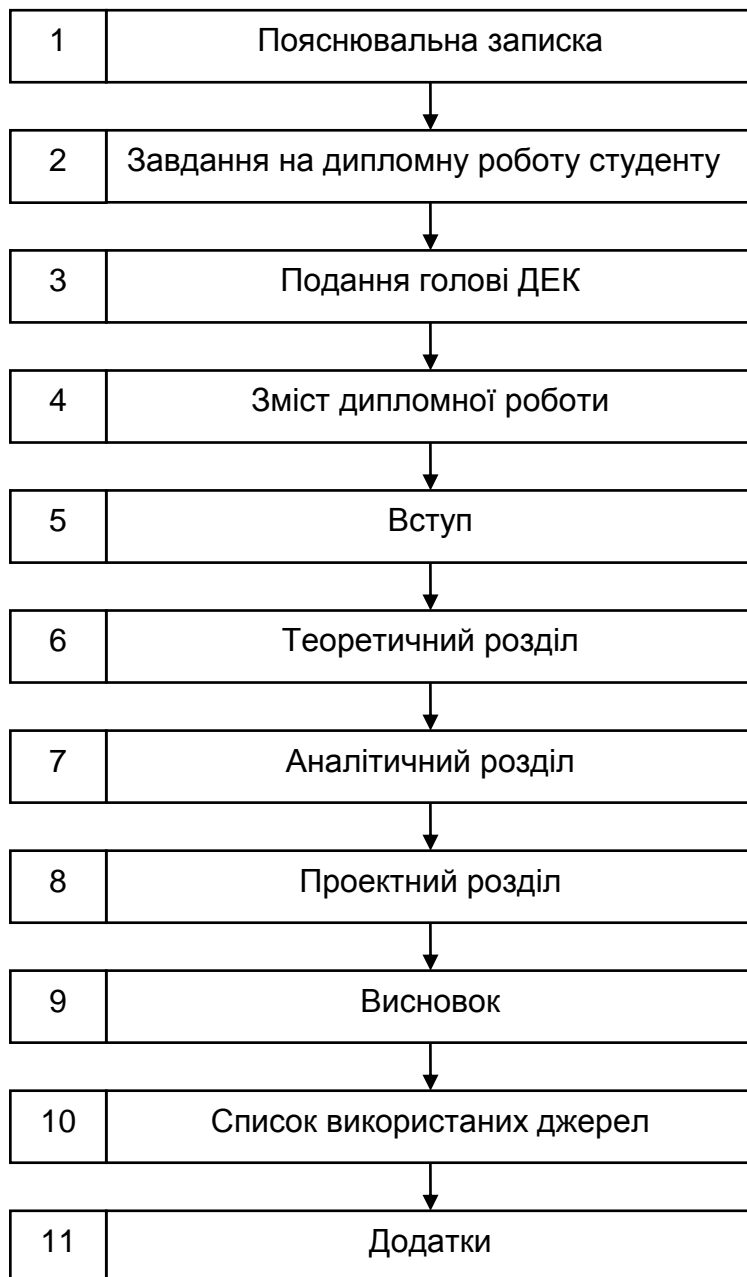 1 Пояснювальна записка
2 Завдання на дипломну роботу студенту
3 Подання голові ДЕК
4 Зміст дипломної роботи
5 Вступ
6 Теоретичний розділ
7 Аналітичний розділ
8 Проектний розділ
9 Висновок
10 Список використаних джерел
11 Додатки